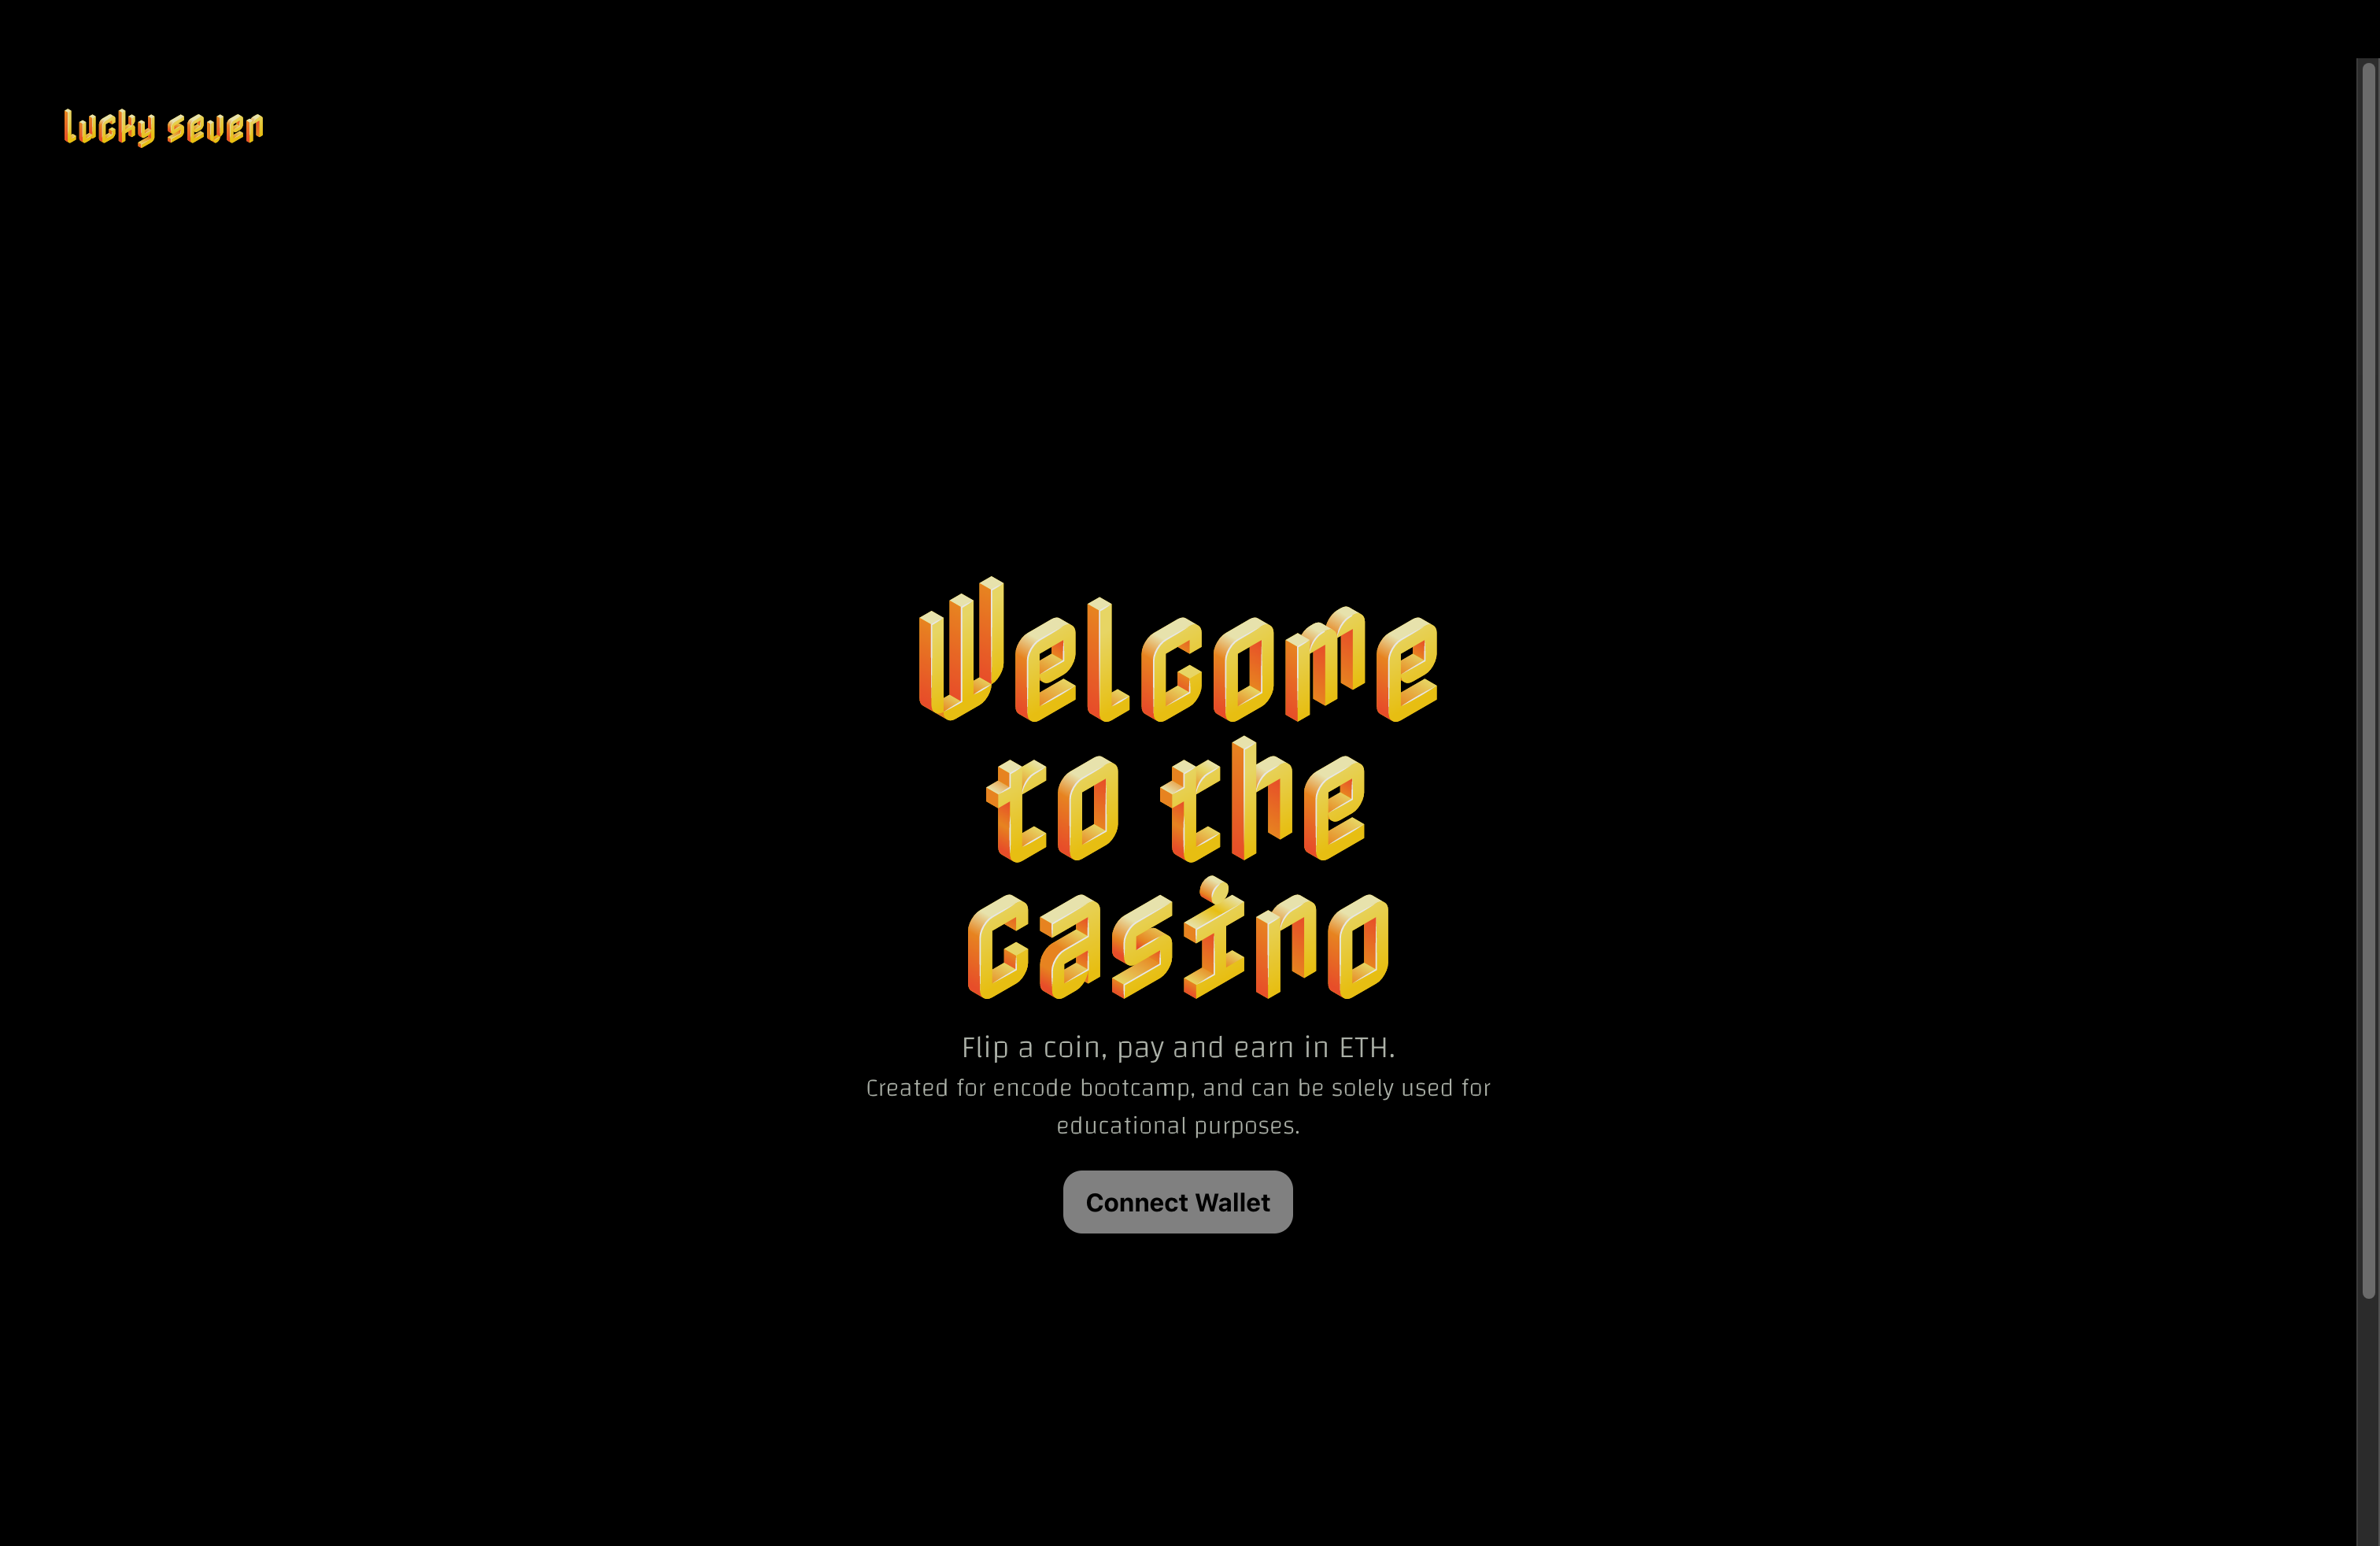 lucky seven
Welcome
to the
casino
Flip a coin, pay and earn in ETH.
Created for encode bootcamp, and can be solely used for
educational purposes.
Connect Wallet